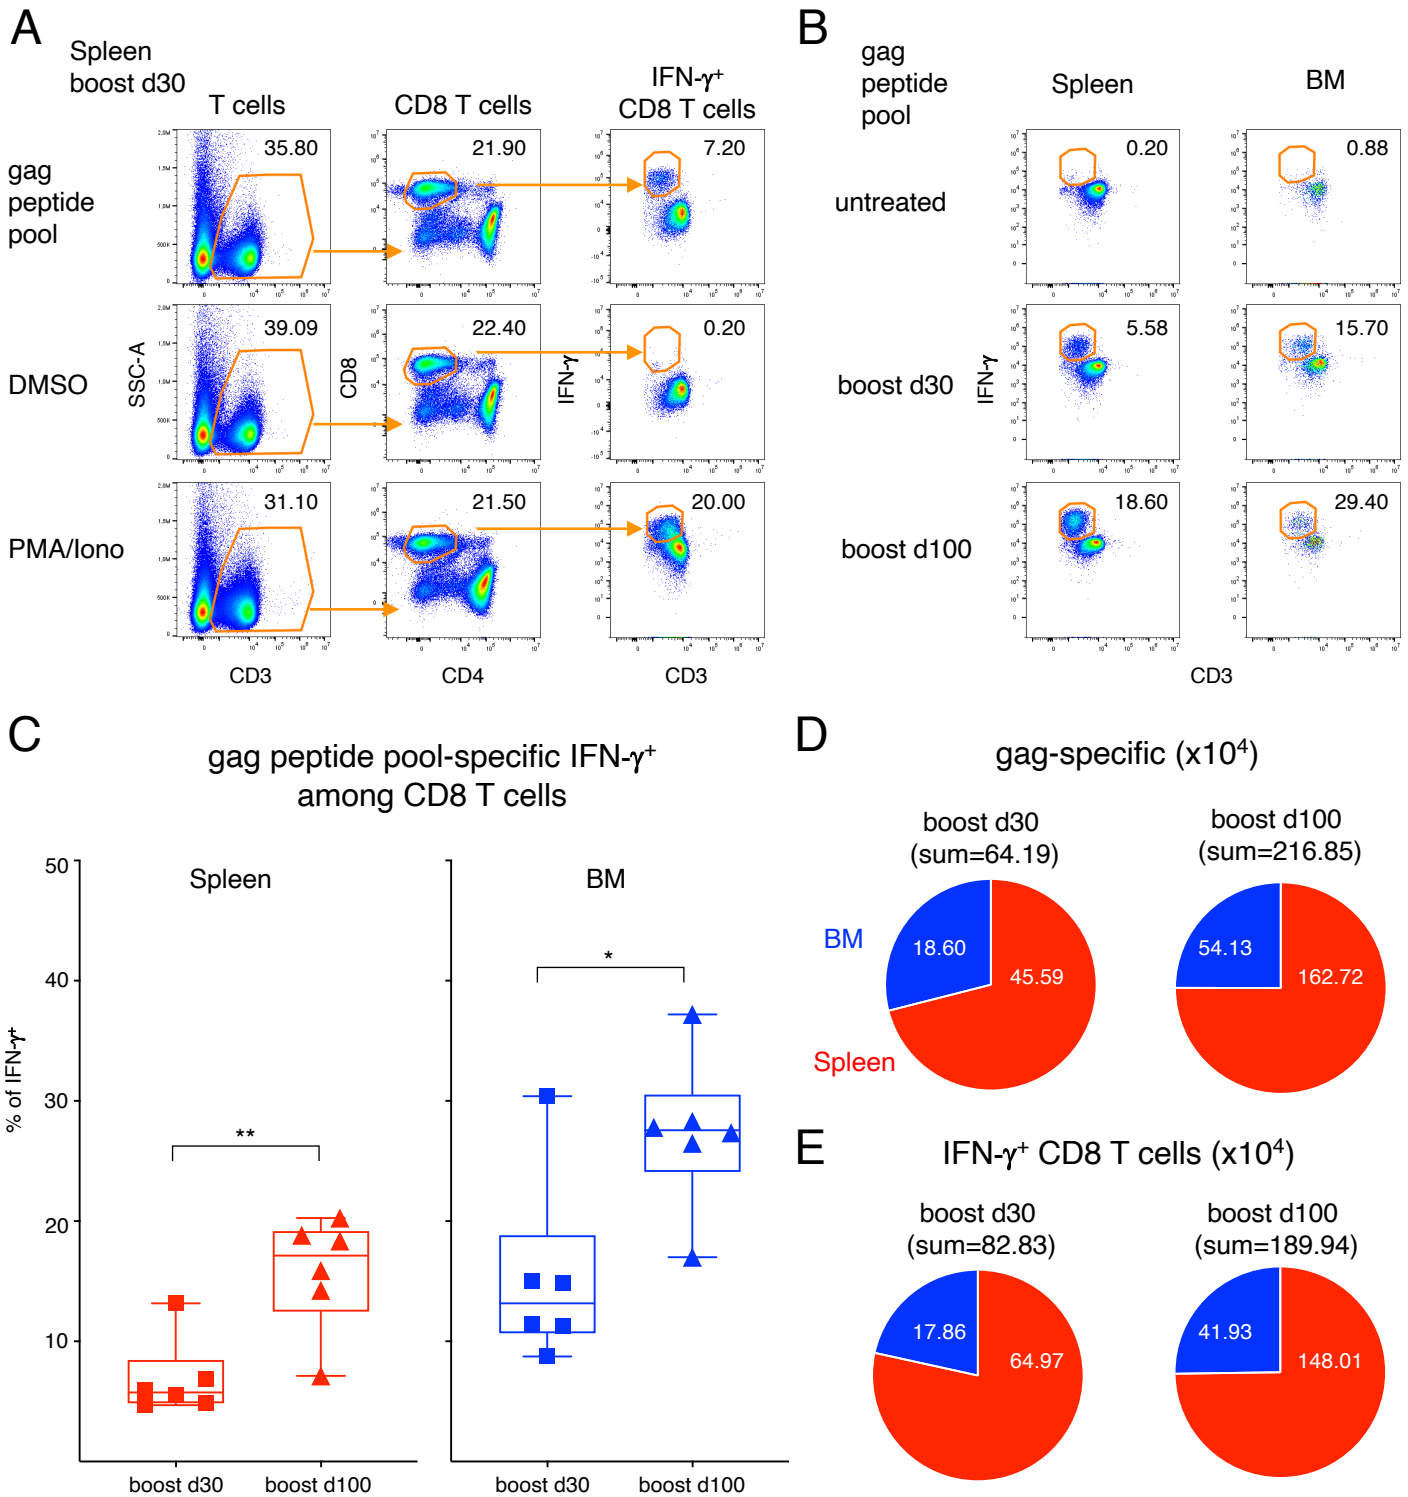 A
Spleen
boost d30
T cells
CD8 T cells
IFN-γ⁺
CD8 T cells
gag
peptide
pool
35.80
21.90
7.20
DMSO
39.09
22.40
0.20
PMA/Iono
31.10
21.50
20.00
SSC-A
CD8
IFN-γ
CD3
CD4
CD3
B
gag
peptide
pool
Spleen
BM
untreated
0.20
0.88
boost d30
5.58
15.70
boost d100
18.60
29.40
IFN-γ
CD3
C
gag peptide pool-specific IFN-γ⁺
among CD8 T cells
Spleen
BM
% of IFN-γ⁺
50
40
30
20
10
**
*
boost d30
boost d100
boost d30
boost d100
D
gag-specific (x10⁴)
boost d30
(sum=64.19)
boost d100
(sum=216.85)
BM
Spleen
18.60
45.59
54.13
162.72
E
IFN-γ⁺ CD8 T cells (x10⁴)
boost d30
(sum=82.83)
boost d100
(sum=189.94)
17.86
64.97
41.93
148.01